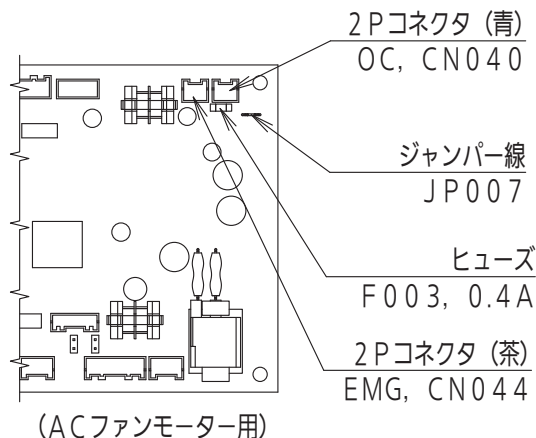 2Pコネクタ（青）
OC, CN040
ジャンパー線
JP007
ヒューズ
F003, 0.4A
2Pコネクタ（茶）
EMG, CN044
（ACファンモーター用）